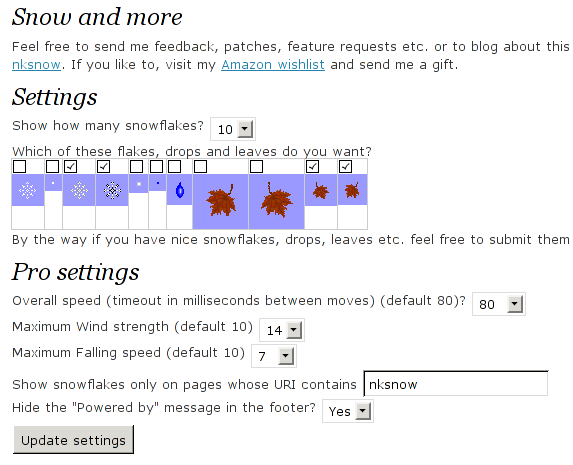 Snow and more
Feel free to send me feedback, patches, feature requests etc. or to blog about this
nksnow. If you like to, visit my Amazon wishlist and send me a gift.
Settings
Show how many snowflakes? 10
Which of these flakes, drops and leaves do you want?
By the way if you have nice snowflakes, drops, leaves etc. feel free to submit them
Pro settings
Overall speed (timeout in milliseconds between moves) (default 80)? 80
Maximum Wind strength (default 10) 14
Maximum Falling speed (default 10) 7
Show snowflakes only on pages whose URI contains nksnow
Hide the "Powered by" message in the footer? Yes
Update settings